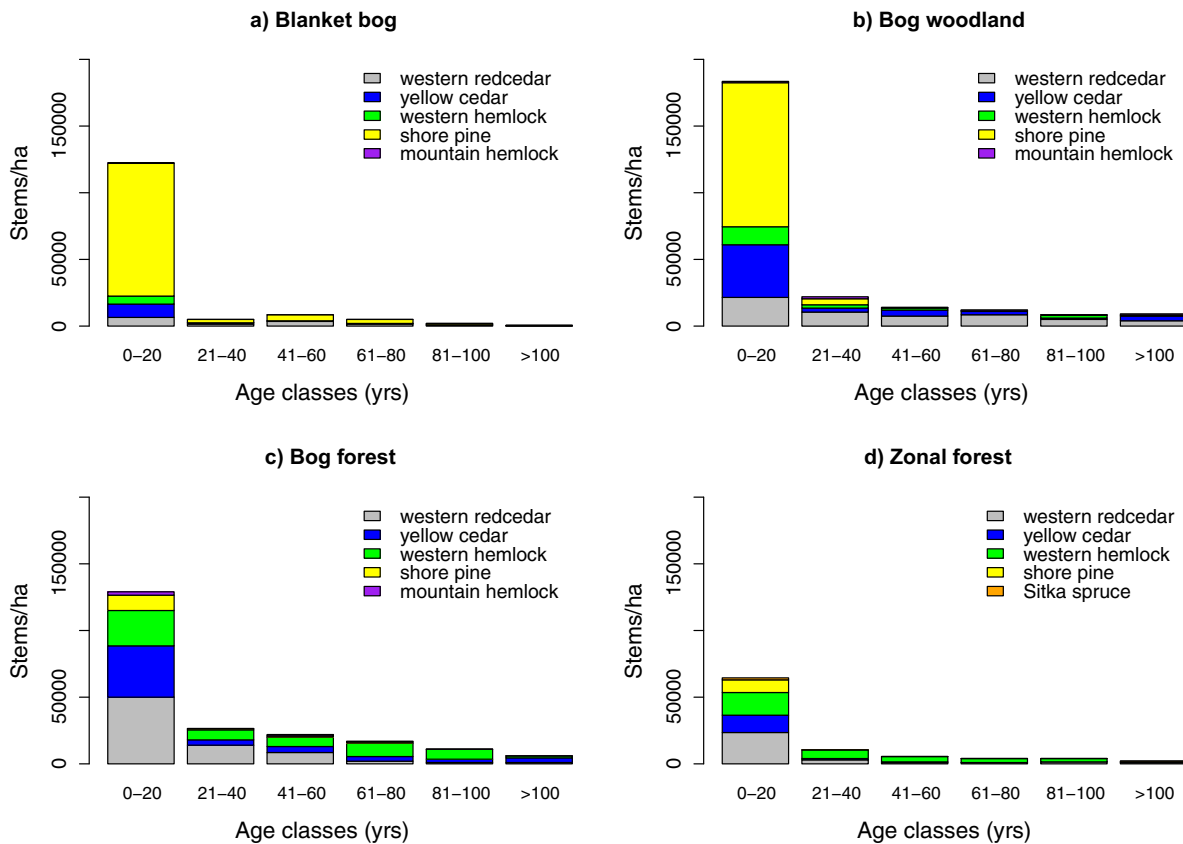 a) Blanket bog
Stems/ha
0
50000
150000
western redcedar
yellow cedar
western hemlock
shore pine
mountain hemlock
0−20 21−40 41−60 61−80 81−100 >100
Age classes (yrs)
b) Bog woodland
Stems/ha
0
50000
150000
western redcedar
yellow cedar
western hemlock
shore pine
mountain hemlock
0−20 21−40 41−60 61−80 81−100 >100
Age classes (yrs)
c) Bog forest
Stems/ha
0
50000
150000
western redcedar
yellow cedar
western hemlock
shore pine
mountain hemlock
0−20 21−40 41−60 61−80 81−100 >100
Age classes (yrs)
d) Zonal forest
Stems/ha
0
50000
150000
western redcedar
yellow cedar
western hemlock
shore pine
Sitka spruce
0−20 21−40 41−60 61−80 81−100 >100
Age classes (yrs)